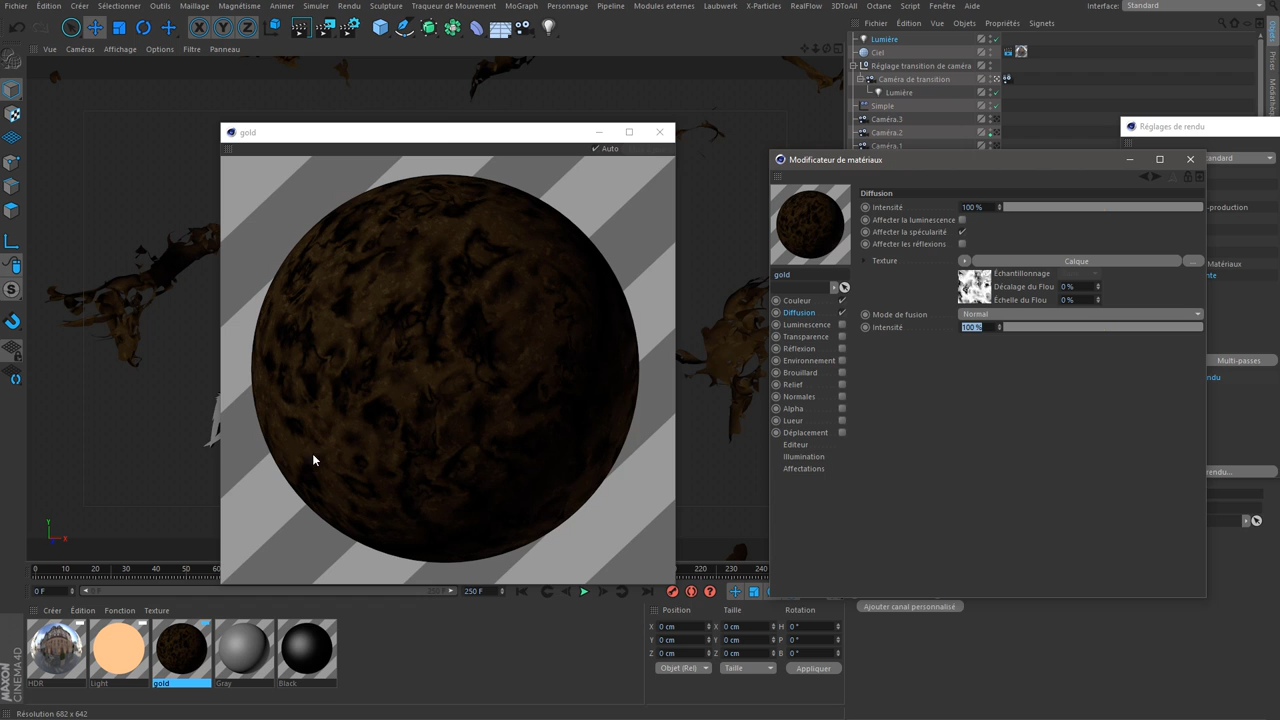 Fichier Édition Créer Sélectionner Outils Maillage Magnétisme Animer Simuler Rendu Sculpture Traqueur de Mouvement MoGraph Personnage Pipeline Modules externes Laubwerk X-Particles RealFlow 3DToAll Octane Script Fenêtre Aide Interface: Standard
Fichier Édition Vue Objets Propriétés Signets
Vue Caméras Affichage Options Filtre Panneau
Lumière
Ciel
Réglage transition de caméra
Caméra de transition
Lumière
Simple
Caméra.3
Caméra.2
Caméra.1
Objets
Prises
gold
Auto
Réglages de rendu
tandard
-production
Matériaux
Multi-passes
ndu
rendu...
Modificateur de matériaux
gold
Couleur
Diffusion
Luminescence
Transparence
Réflexion
Environnement
Brouillard
Relief
Normales
Alpha
Lueur
Déplacement
Editeur
Illumination
Affectations
Diffusion
Intensité 100 %
Affecter la luminescence
Affecter la spécularité
Affecter les réflexions
Texture Calque ...
Échantillonnage
Décalage du Flou 0 %
Échelle du Flou 0 %
Mode de fusion Normal
Intensité 100 %
Ajouter canal personnalisé
0 10 20 30 40 50 60 70 220 230 240
0 F 250 F 250 F
Créer Édition Fonction Texture
HDR Light gold Gray Black
Position Taille Rotation
X 0 cm X 0 cm H 0 °
Y 0 cm Y 0 cm P 0 °
Z 0 cm Z 0 cm B 0 °
Objet (Rel) Taille Appliquer
MAXON
CINEMA 4D
Résolution 682 x 642
Y
X